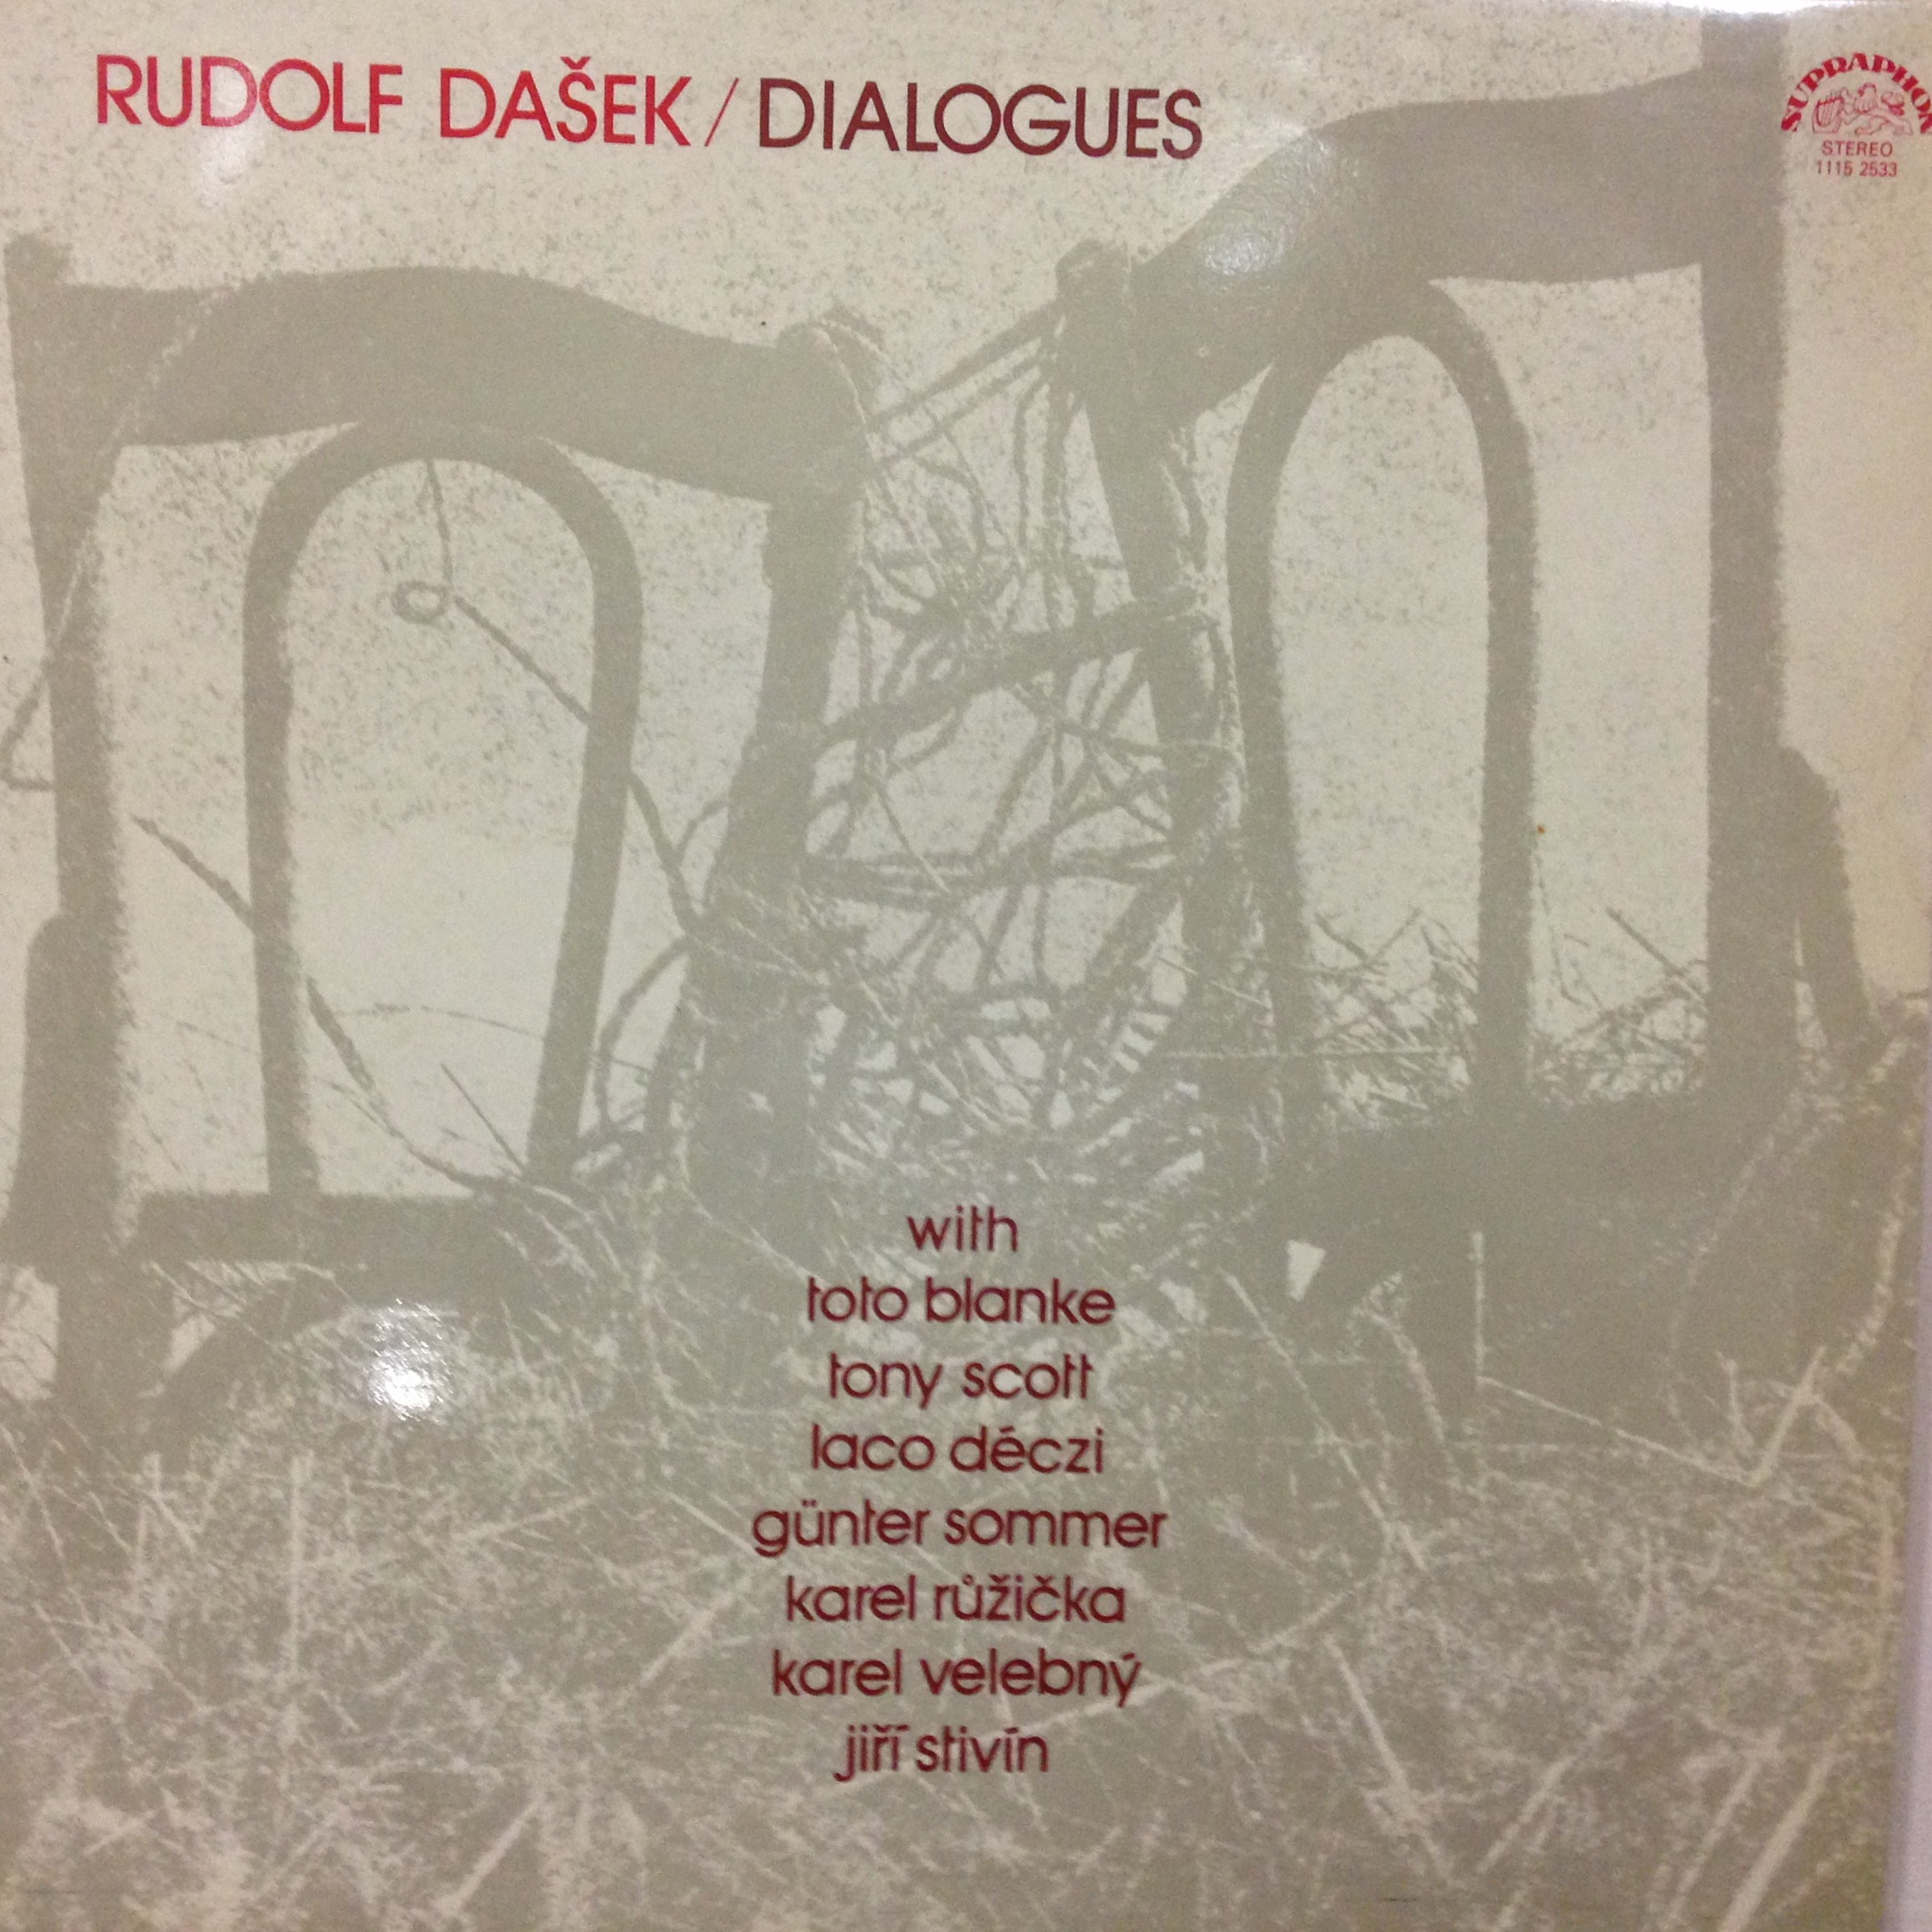 RUDOLF DAŠEK / DIALOGUES
SUPRAPHON
STEREO
1115 2533
with
toto blanke
tony scott
laco déczi
günter sommer
karel růžička
karel velebný
jiří stivín